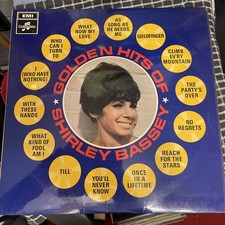 EMI
COLUMBIA
GOLDEN HITS OF
SHIRLEY BASSEY
AS LONG
AS HE NEEDS
ME
GOLDFINGER
CLIMB
EV'RY
MOUNTAIN
THE
PARTY'S
OVER
NO
REGRETS
REACH
FOR THE
STARS
ONCE
IN A
LIFETIME
YOU'LL
NEVER
KNOW
TILL
WHAT
KIND OF
FOOL AM
I
WITH
THESE
HANDS
I
(WHO HAVE
NOTHING)
WHO
CAN I
TURN
TO
WHAT
NOW MY
LOVE